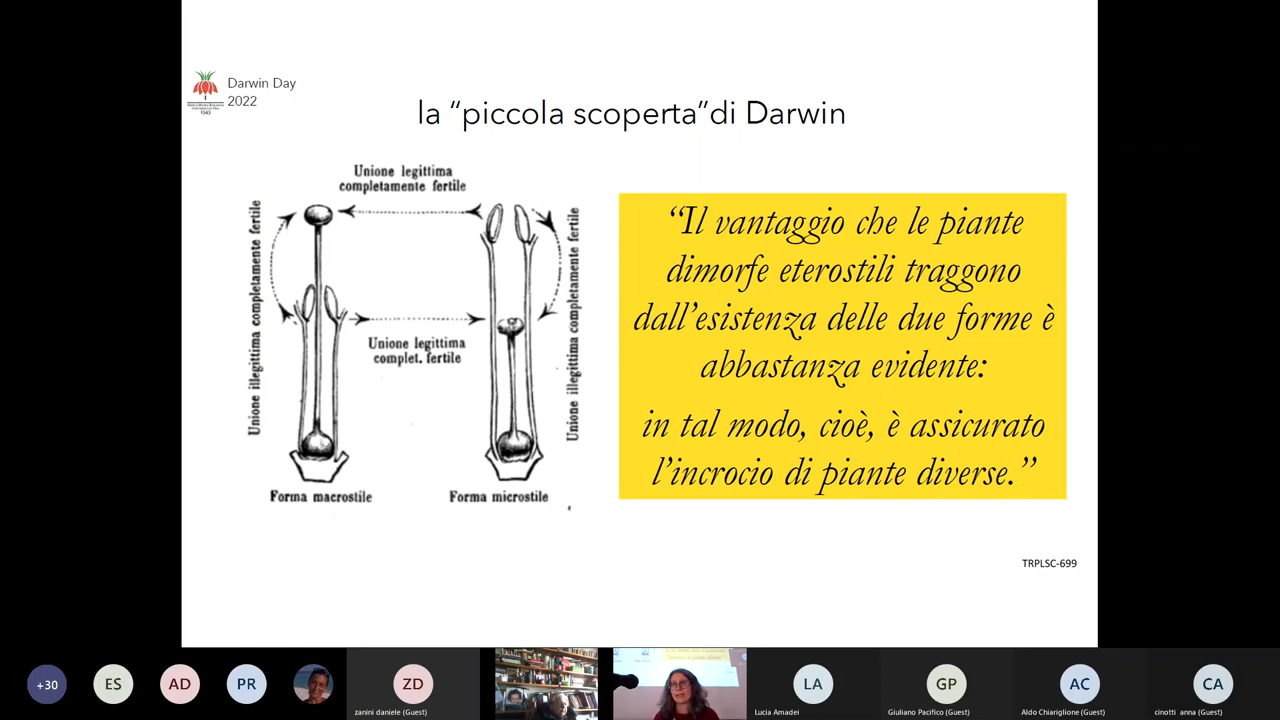 Darwin Day
2022
la “piccola scoperta”di Darwin
Unione legittima
completamente fertile
Unione illegittima completamente fertile
Unione illegittima completamente fertile
Unione legittima
complet. fertile
Forma macrostile
Forma microstile
“Il vantaggio che le piante
dimorfe eterostili traggono
dall’esistenza delle due forme è
abbastanza evidente:
in tal modo, cioè, è assicurato
l’incrocio di piante diverse.”
TRPLSC-699
+30
ES
AD
PR
ZD
zanini daniele (Guest)
LA
Lucia Amadei
GP
Giuliano Pacifico (Guest)
AC
Aldo Chiariglione (Guest)
CA
cinotti anna (Guest)